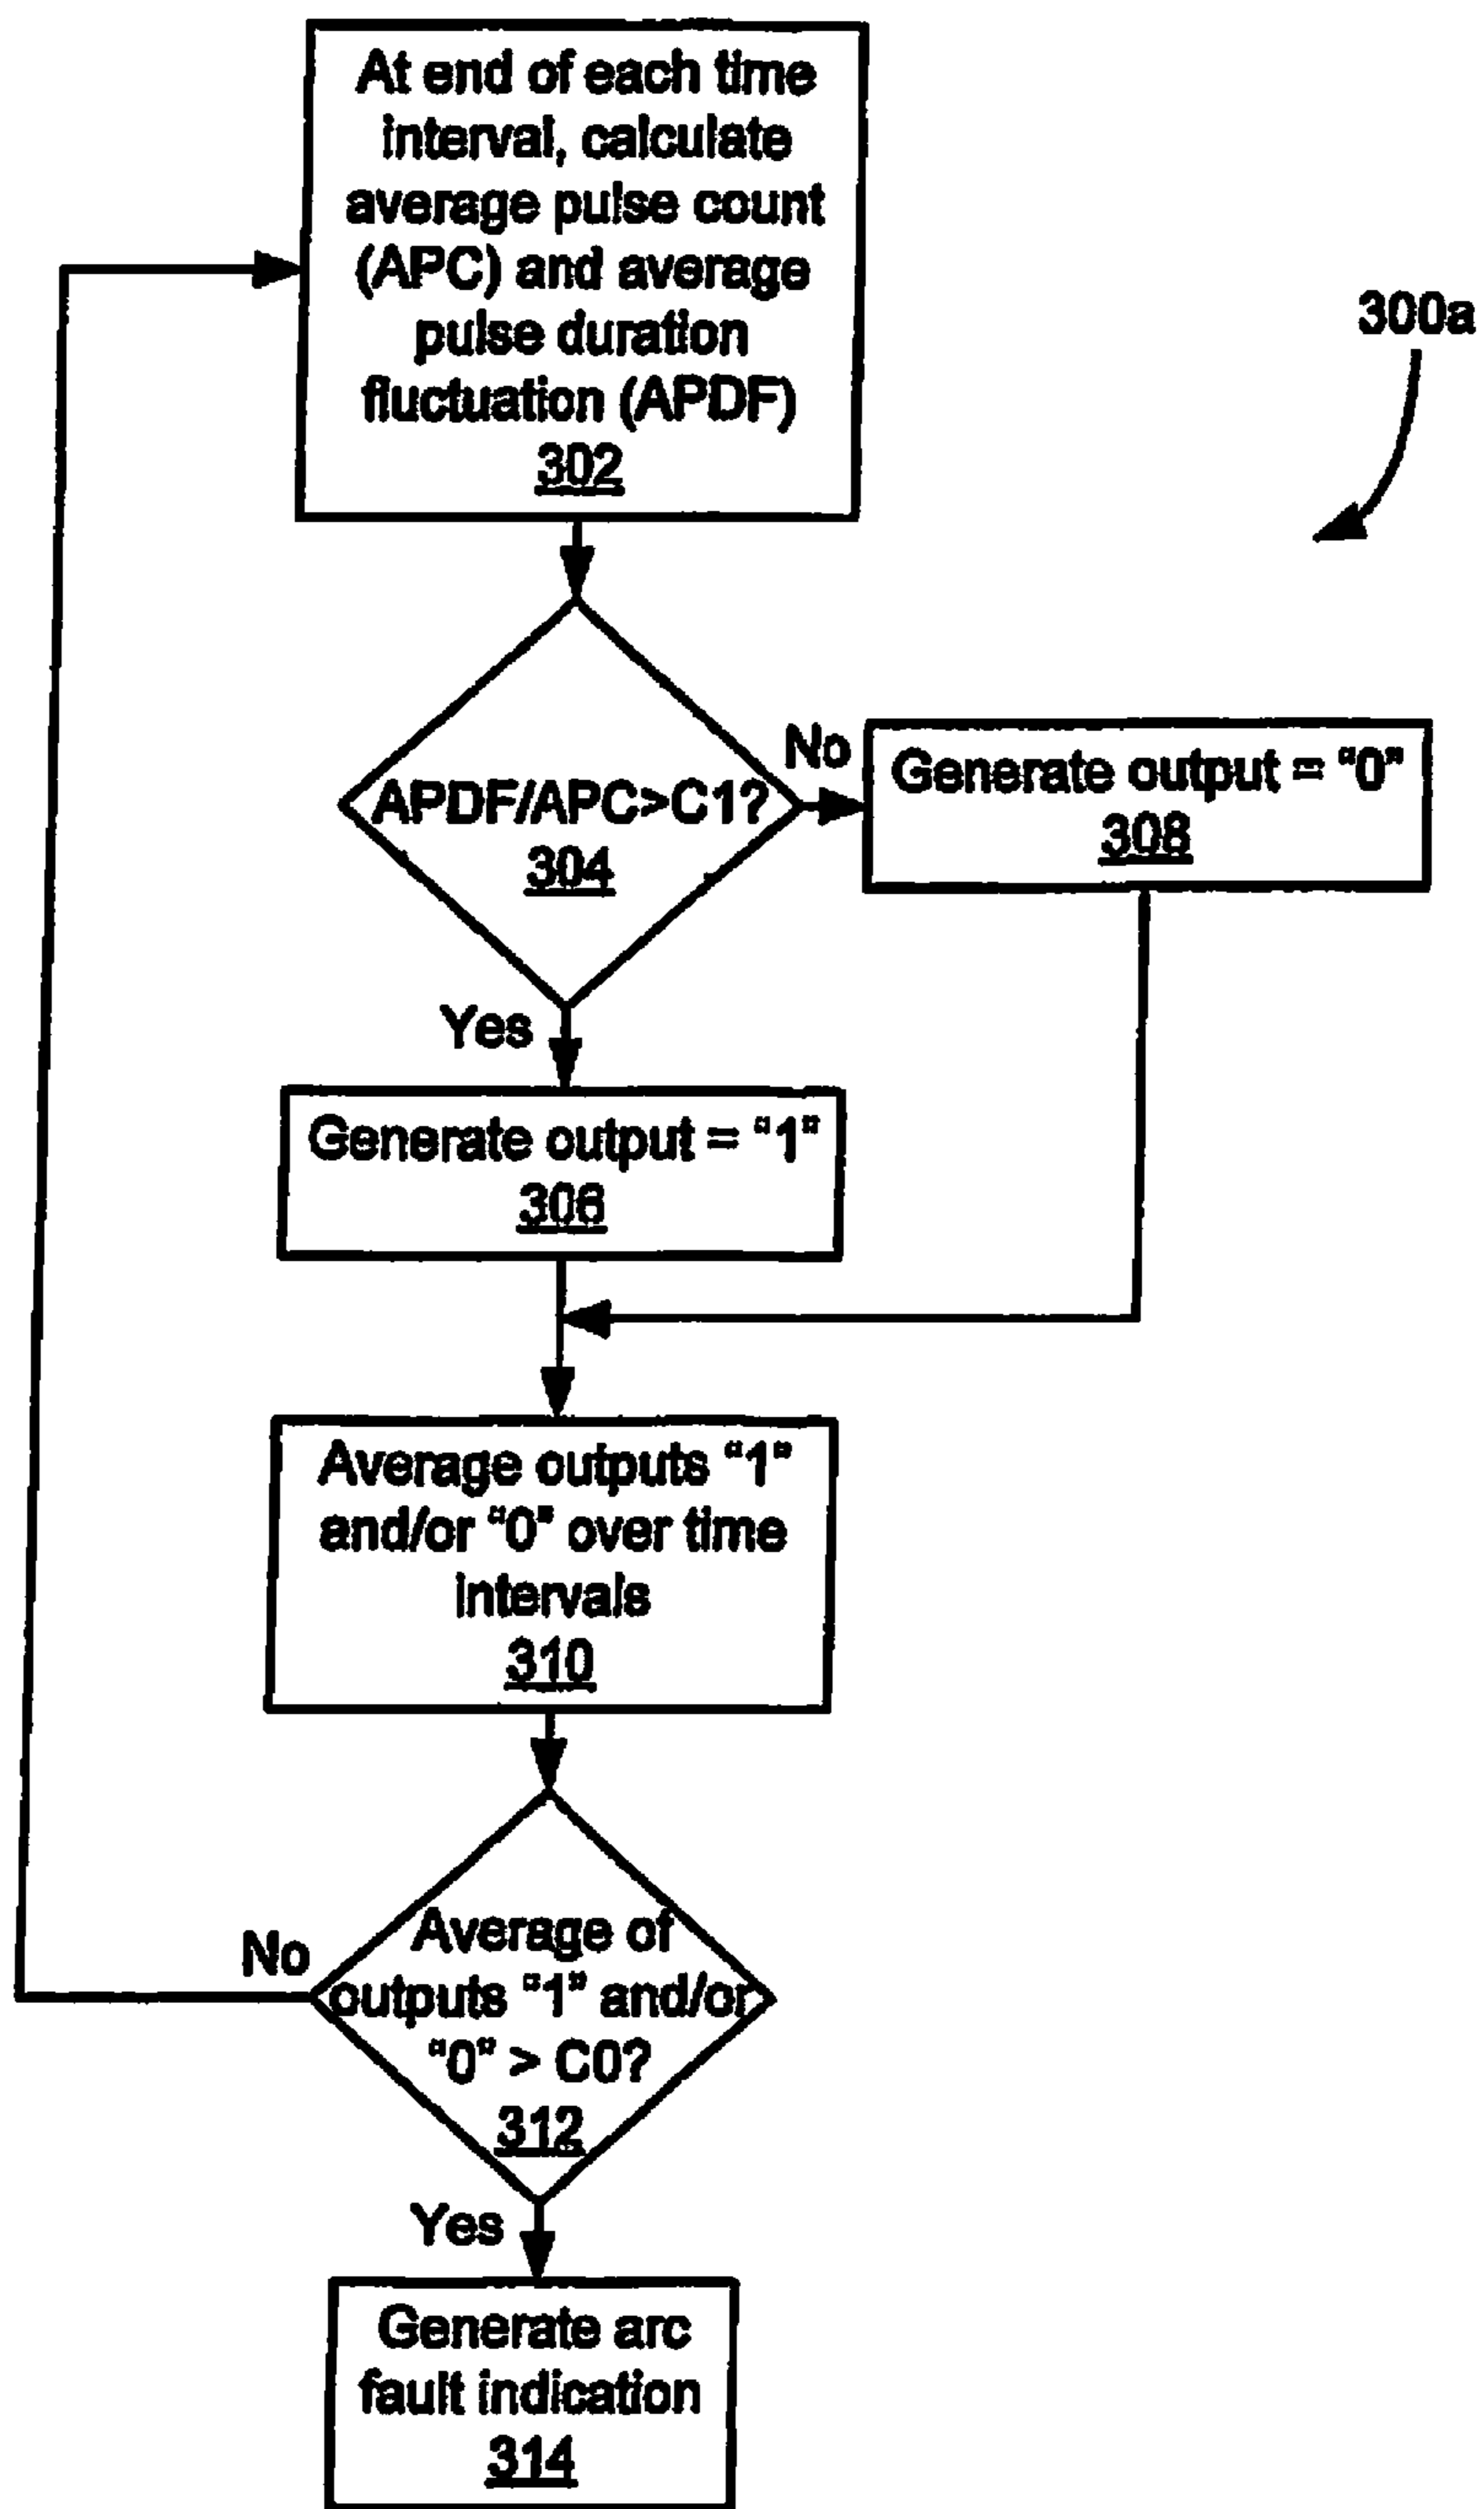 At end of each time
interval, calculate
average pulse count
(APC) and average
pulse duration
fluctuation (APDF)
302
300a
APDF/APC>C1?
304
No
Generate output = "0"
308
Yes
Generate output = "1"
306
Average outputs "1"
and/or "0" over time
intervals
310
Average of
outputs "1" and/or
"0" > C0?
312
No
Yes
Generate arc
fault indication
314